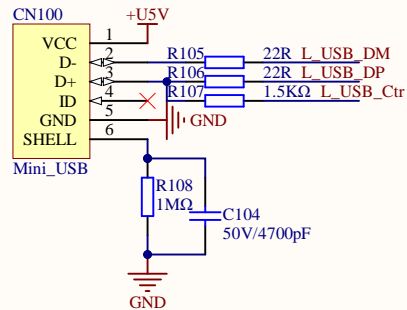 CN100
+U5V
VCC 1
D- 2 R105 22R L_USB_DM
D+ 3 R106 22R L_USB_DP
ID 4 R107 1.5KΩ L_USB_Ctr
GND 5 GND
SHELL 6
Mini_USB
R108
1MΩ
C104
50V/4700pF
GND